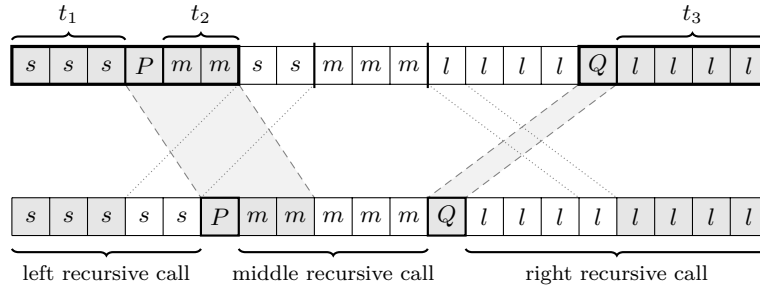 t₁ t₂ t₃
s s s P m m s s m m m l l l l Q l l l l
s s s s s P m m m m m Q l l l l l l l l
left recursive call middle recursive call right recursive call